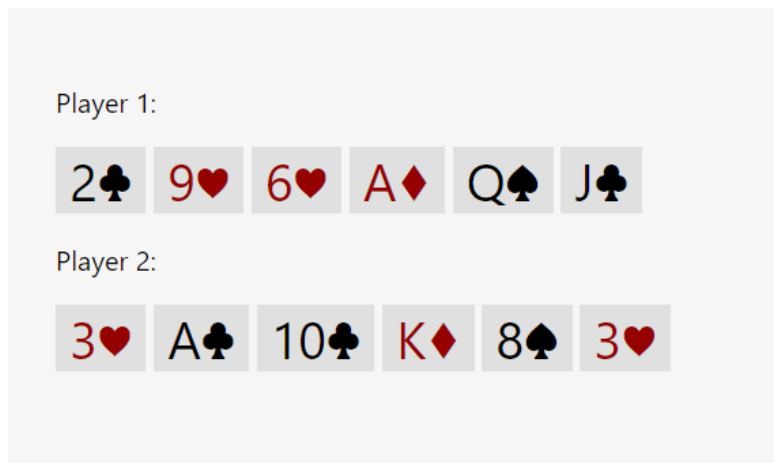 Player 1:
2♣ 9♥ 6♥ A♦ Q♠ J♣
Player 2:
3♥ A♣ 10♣ K♦ 8♠ 3♥